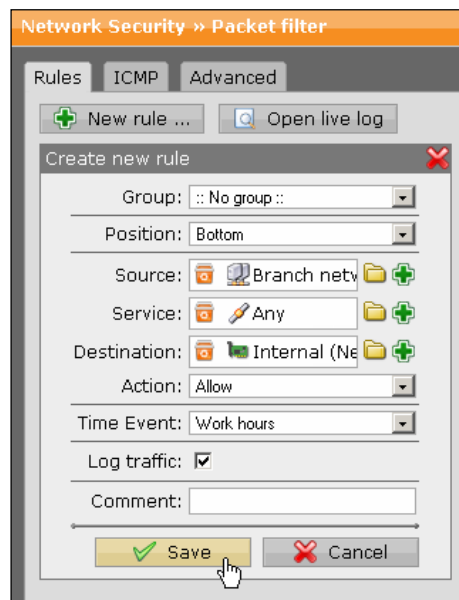 Network Security » Packet filter
Rules ICMP Advanced
New rule ... Open live log
Create new rule
Group: :: No group ::
Position: Bottom
Source: Branch netw
Service: Any
Destination: Internal (Ne
Action: Allow
Time Event: Work hours
Log traffic:
Comment:
Save Cancel